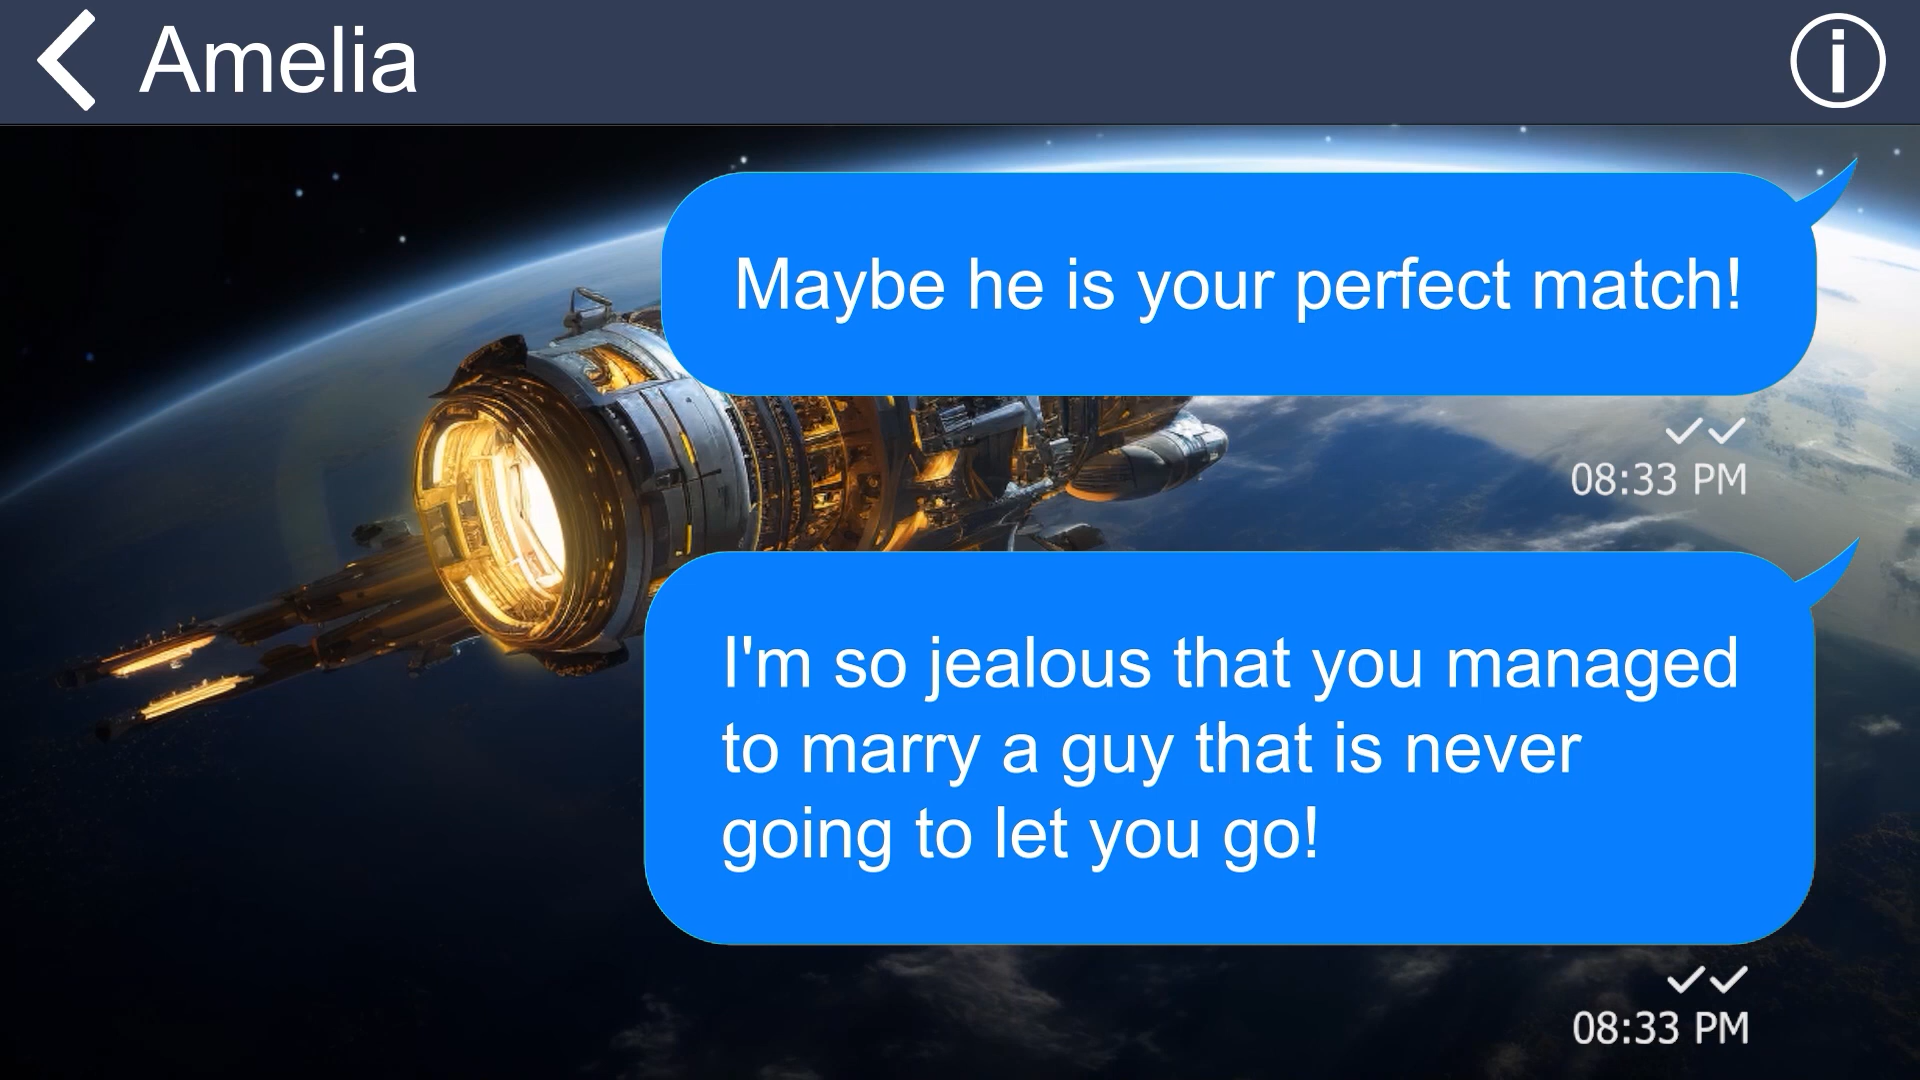 Amelia
Maybe he is your perfect match!
08:33 PM
I'm so jealous that you managed
to marry a guy that is never
going to let you go!
08:33 PM